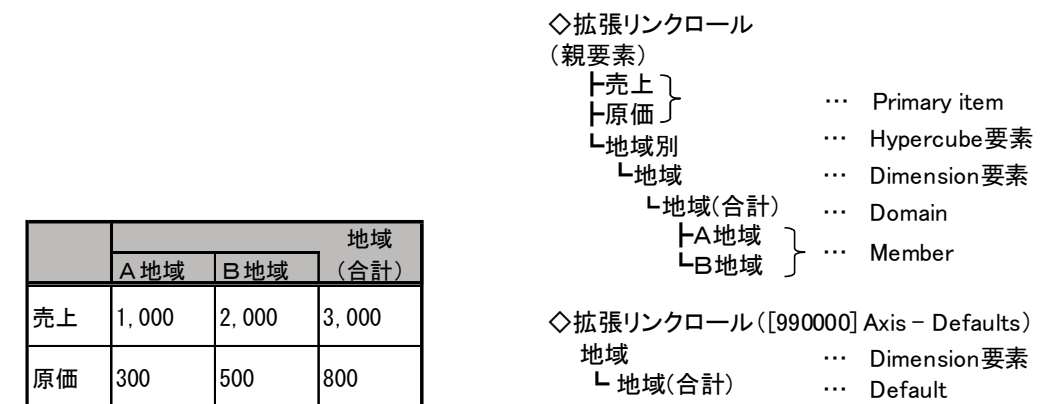 地域
A地域 B地域 (合計)
売上 1,000 2,000 3,000
原価 300 500 800
◇拡張リンクロール
(親要素)
┣売上
┣原価 … Primary item
┗地域別 … Hypercube要素
┗地域 … Dimension要素
┗地域(合計) … Domain
┣A地域
┗B地域 … Member
◇拡張リンクロール([990000] Axis - Defaults)
地域 … Dimension要素
┗ 地域(合計) … Default